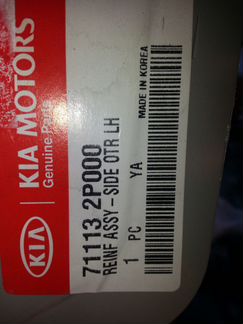 KIA
KIA MOTORS
Genuine Parts
71113 2P000
REINF ASSY-SIDE OTR LH
1 PC YA
MADE IN KOREA